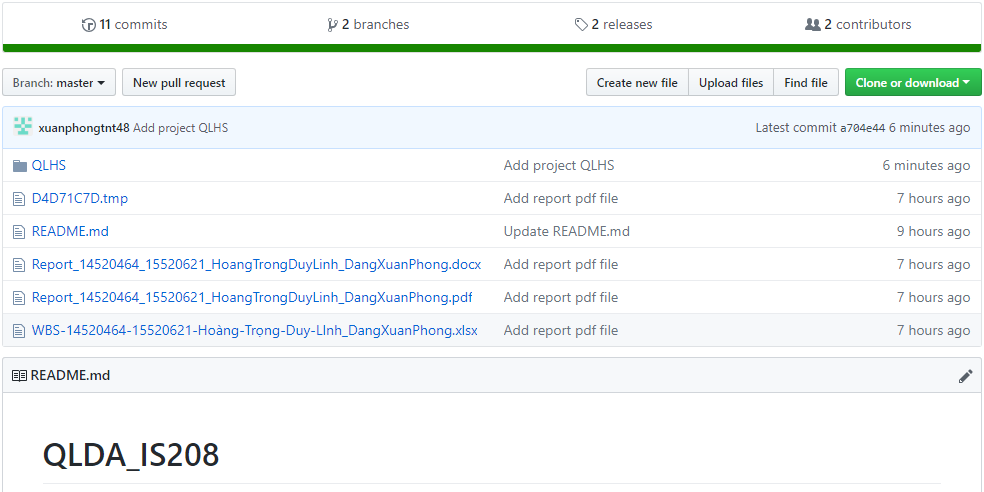 11 commits 2 branches 2 releases 2 contributors
Branch: master New pull request Create new file Upload files Find file Clone or download
xuanphongtnt48 Add project QLHS Latest commit a704e44 6 minutes ago
QLHS Add project QLHS 6 minutes ago
D4D71C7D.tmp Add report pdf file 7 hours ago
README.md Update README.md 9 hours ago
Report_14520464_15520621_HoangTrongDuyLinh_DangXuanPhong.docx Add report pdf file 7 hours ago
Report_14520464_15520621_HoangTrongDuyLinh_DangXuanPhong.pdf Add report pdf file 7 hours ago
WBS-14520464-15520621-Hoàng-Trọng-Duy-LInh_DangXuanPhong.xlsx Add report pdf file 7 hours ago
README.md
QLDA_IS208